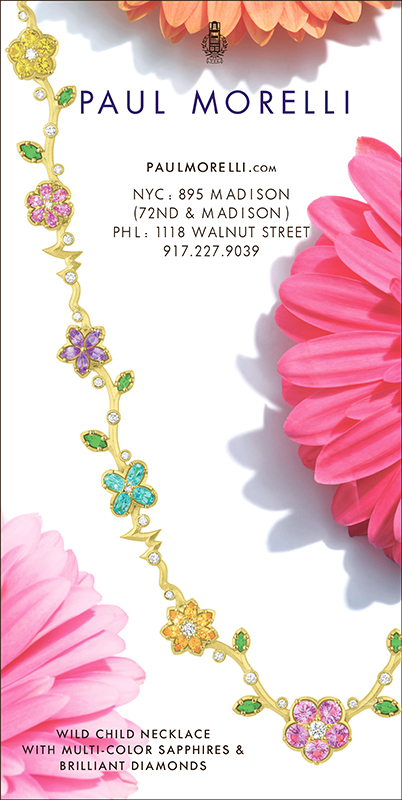 PAUL MORELLI
PAULMORELLI.COM
NYC: 895 MADISON
(72ND & MADISON)
PHL: 1118 WALNUT STREET
917.227.9039
WILD CHILD NECKLACE
WITH MULTI-COLOR SAPPHIRES &
BRILLIANT DIAMONDS